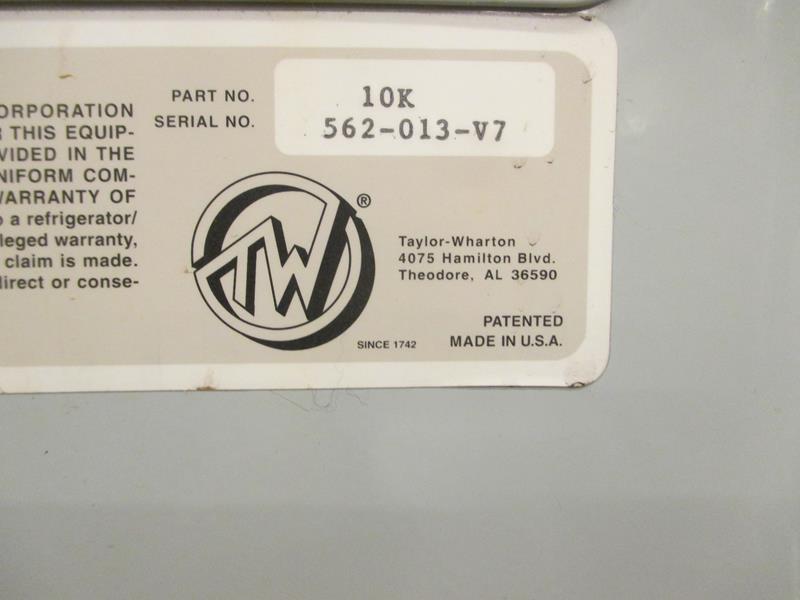 ORPORATION
THIS EQUIP-
VIDED IN THE
NIFORM COM-
WARRANTY OF
a refrigerator/
leged warranty,
claim is made.
direct or conse-
PART NO. 10K
SERIAL NO. 562-013-V7
TW
®
Taylor-Wharton
4075 Hamilton Blvd.
Theodore, AL 36590
SINCE 1742
PATENTED
MADE IN U.S.A.